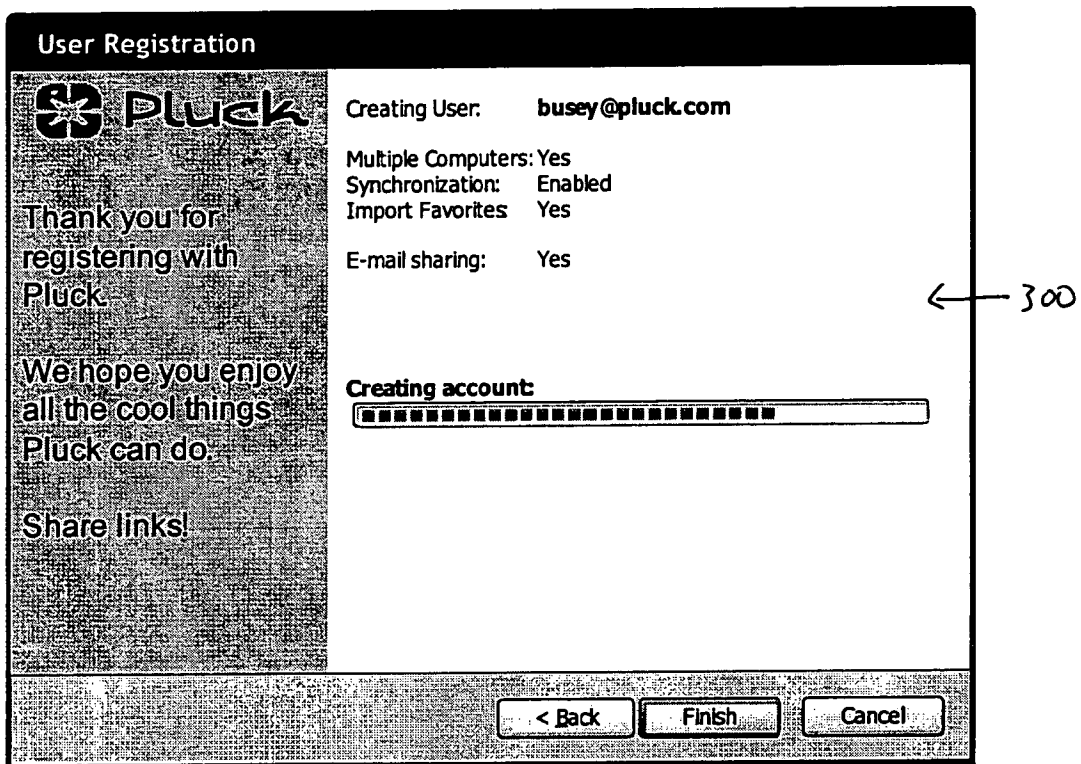 User Registration
Pluck
Thank you for
registering with
Pluck.
We hope you enjoy
all the cool things
Pluck can do.
Share links!
Creating User: busey@pluck.com
Multiple Computers: Yes
Synchronization: Enabled
Import Favorites: Yes
E-mail sharing: Yes
Creating account:
300
< Back
Finish
Cancel